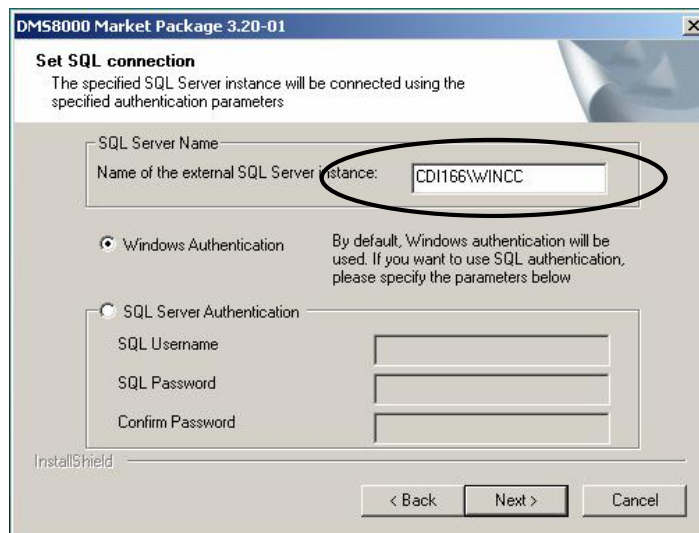 DMS8000 Market Package 3.20-01
Set SQL connection
The specified SQL Server instance will be connected using the
specified authentication parameters
SQL Server Name
Name of the external SQL Server instance:
CDI166\WINCC
Windows Authentication
By default, Windows authentication will be
used. If you want to use SQL authentication,
please specify the parameters below
SQL Server Authentication
SQL Username
SQL Password
Confirm Password
InstallShield
< Back
Next >
Cancel